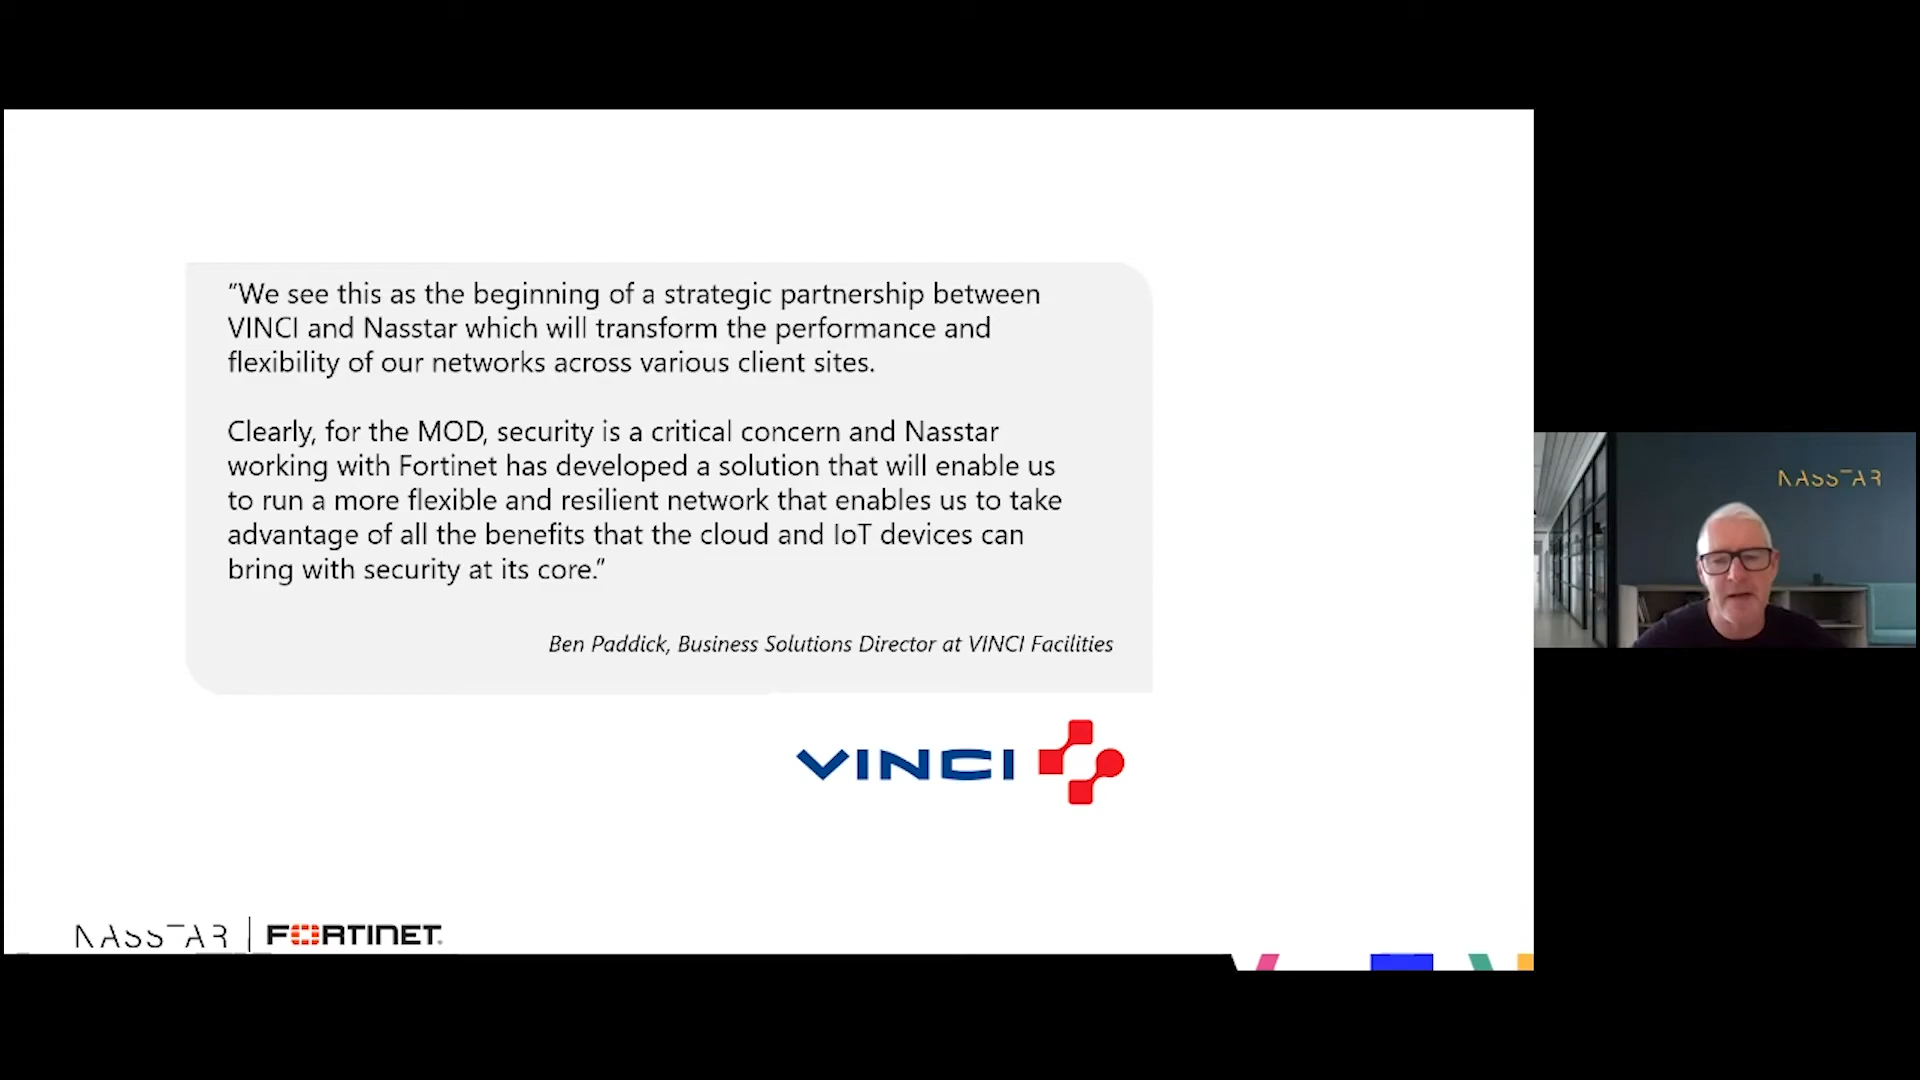 “We see this as the beginning of a strategic partnership between
VINCI and Nasstar which will transform the performance and
flexibility of our networks across various client sites.
Clearly, for the MOD, security is a critical concern and Nasstar
working with Fortinet has developed a solution that will enable us
to run a more flexible and resilient network that enables us to take
advantage of all the benefits that the cloud and IoT devices can
bring with security at its core.”
Ben Paddick, Business Solutions Director at VINCI Facilities
VINCI
NASSTAR | FORTINET
NASSTAR